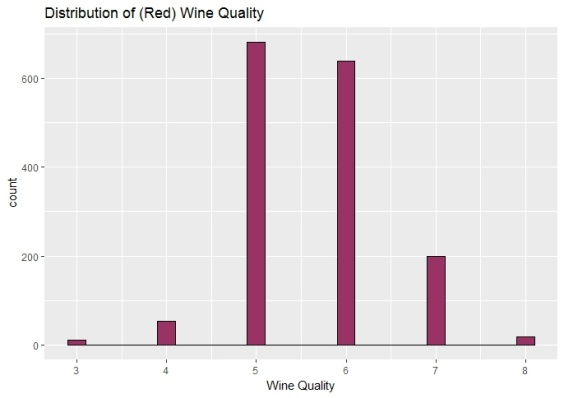 Distribution of (Red) Wine Quality
count
600
400
200
0
3 4 5 6 7 8
Wine Quality